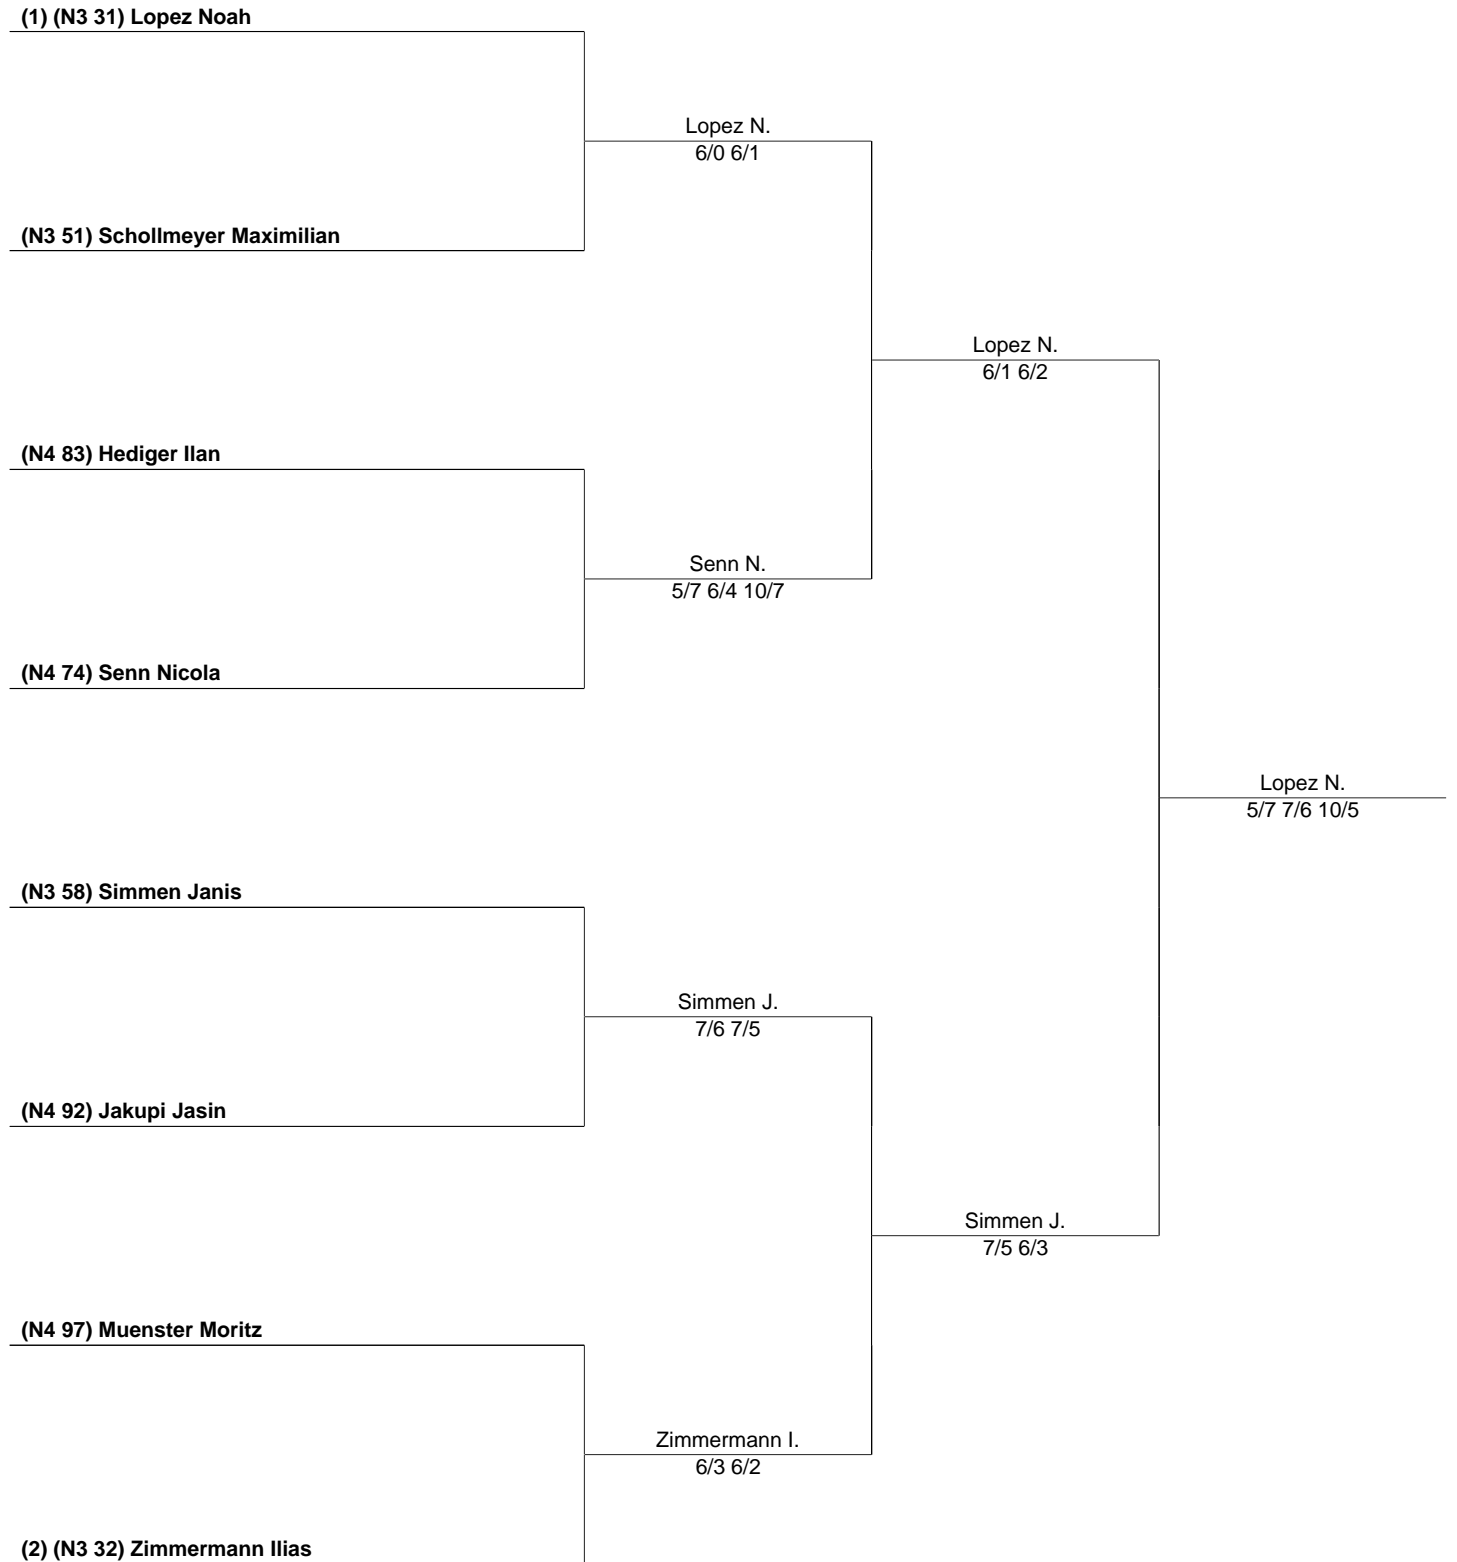 (1) (N3 31) Lopez Noah
Lopez N.
6/0 6/1
(N3 51) Schollmeyer Maximilian
Lopez N.
6/1 6/2
(N4 83) Hediger Ilan
Senn N.
5/7 6/4 10/7
(N4 74) Senn Nicola
Lopez N.
5/7 7/6 10/5
(N3 58) Simmen Janis
Simmen J.
7/6 7/5
(N4 92) Jakupi Jasin
Simmen J.
7/5 6/3
(N4 97) Muenster Moritz
Zimmermann I.
6/3 6/2
(2) (N3 32) Zimmermann Ilias